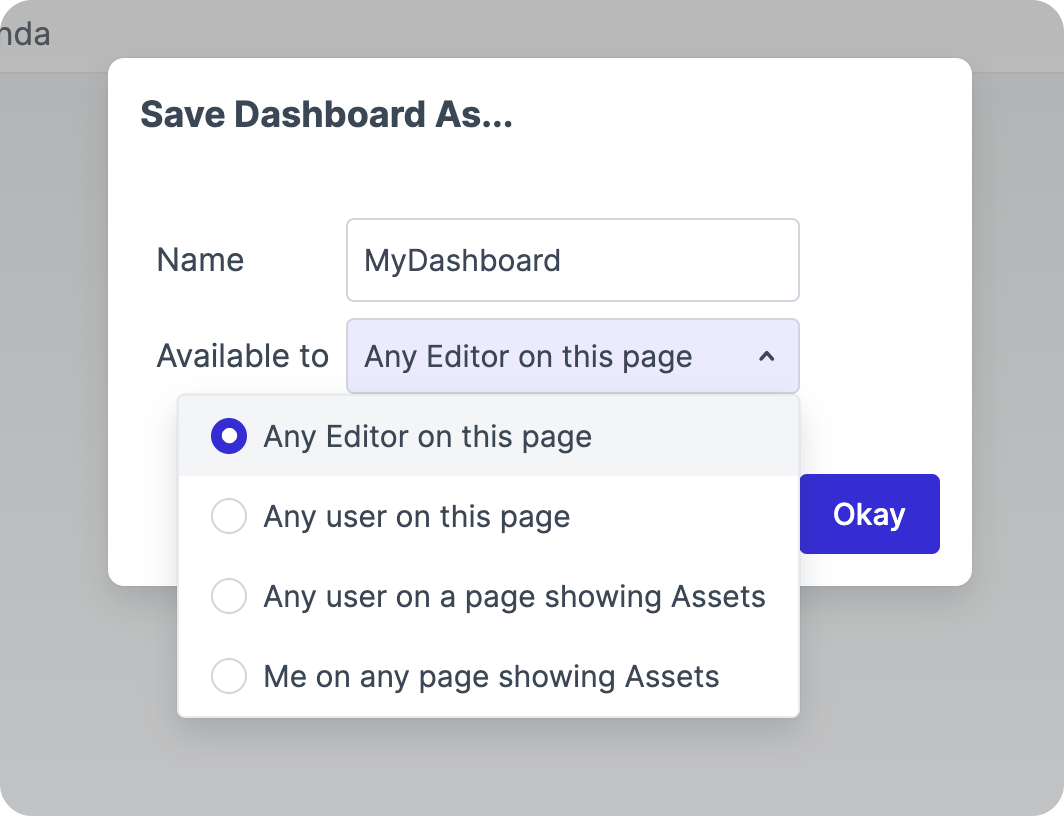 nda
Save Dashboard As...
Name
MyDashboard
Available to
Any Editor on this page
Any Editor on this page
Any user on this page
Okay
Any user on a page showing Assets
Me on any page showing Assets